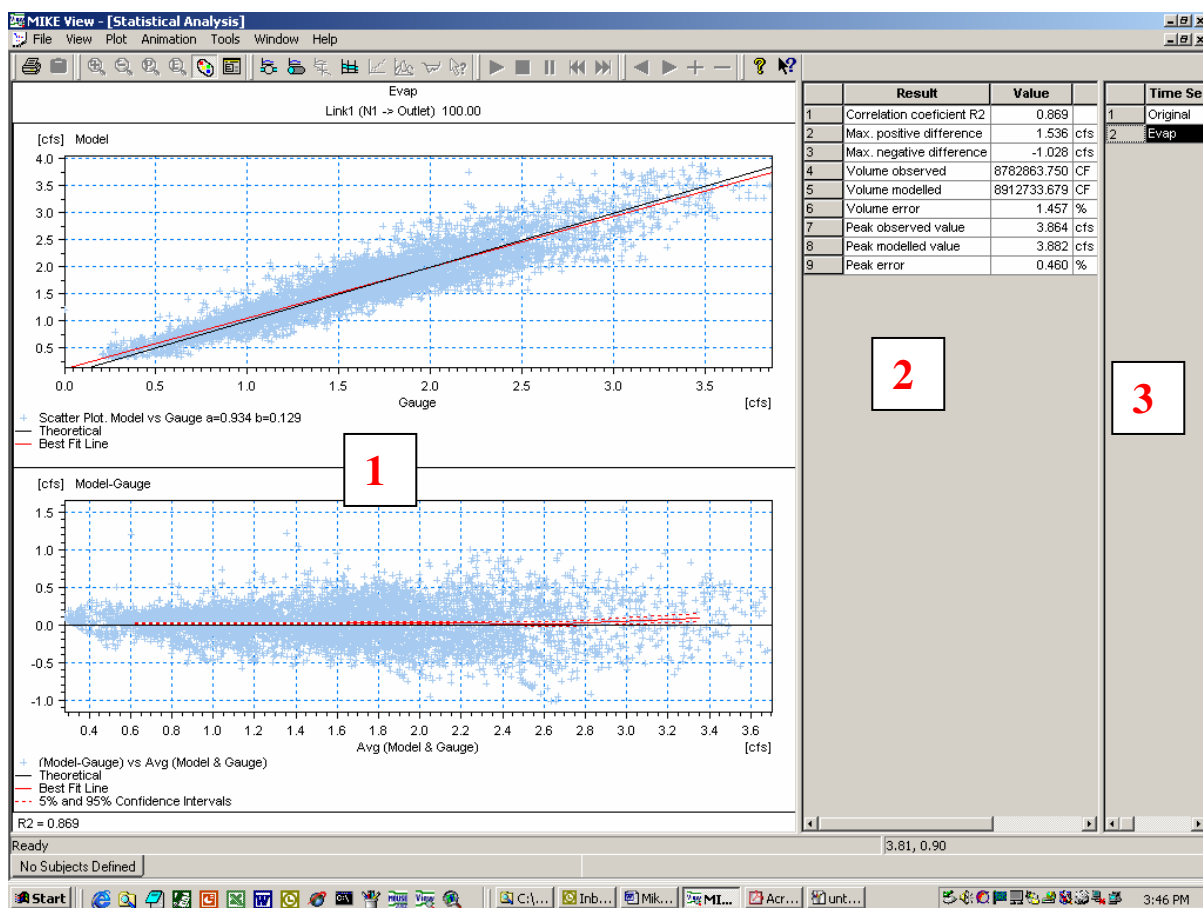 MIKE View - [Statistical Analysis]
File View Plot Animation Tools Window Help
Evap
Link1 (N1 -> Outlet) 100.00
[cfs] Model
4.0
3.5
3.0
2.5
2.0
1.5
1.0
0.5
0.0 0.5 1.0 1.5 2.0 2.5 3.0 3.5
Gauge [cfs]
Scatter Plot. Model vs Gauge a=0.934 b=0.129
Theoretical
Best Fit Line
1
[cfs] Model-Gauge
1.5
1.0
0.5
0.0
-0.5
-1.0
0.4 0.6 0.8 1.0 1.2 1.4 1.6 1.8 2.0 2.2 2.4 2.6 2.8 3.0 3.2 3.4 3.6
Avg (Model & Gauge) [cfs]
(Model-Gauge) vs Avg (Model & Gauge)
Theoretical
Best Fit Line
5% and 95% Confidence Intervals
R2 = 0.869
Result Value
1 Correlation coeficient R2 0.869
2 Max. positive difference 1.536 cfs
3 Max. negative difference -1.028 cfs
4 Volume observed 8782863.750 CF
5 Volume modelled 8912733.679 CF
6 Volume error 1.457 %
7 Peak observed value 3.864 cfs
8 Peak modelled value 3.882 cfs
9 Peak error 0.460 %
2
Time Se
1 Original
2 Evap
3
Ready 3.81, 0.90
No Subjects Defined
Start C:\... Inb... Mik... MI... Acr... unt... 3:46 PM